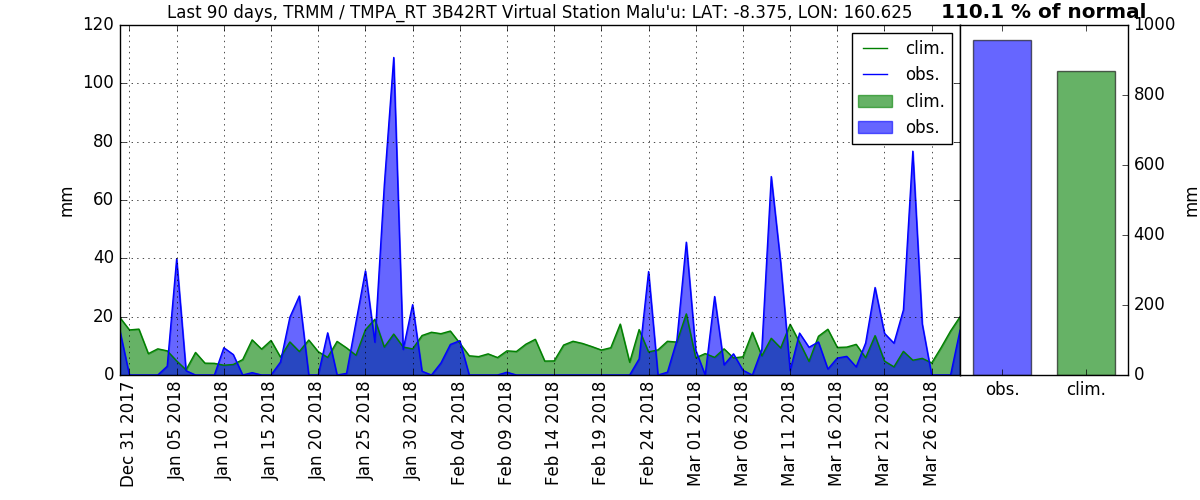 Last 90 days, TRMM / TMPA_RT 3B42RT Virtual Station Malu'u: LAT: -8.375, LON: 160.625
110.1 % of normal
120
100
80
60
40
20
0
mm
clim.
obs.
clim.
obs.
1000
800
600
400
200
0
mm
obs.
clim.
Dec 31 2017
Jan 05 2018
Jan 10 2018
Jan 15 2018
Jan 20 2018
Jan 25 2018
Jan 30 2018
Feb 04 2018
Feb 09 2018
Feb 14 2018
Feb 19 2018
Feb 24 2018
Mar 01 2018
Mar 06 2018
Mar 11 2018
Mar 16 2018
Mar 21 2018
Mar 26 2018